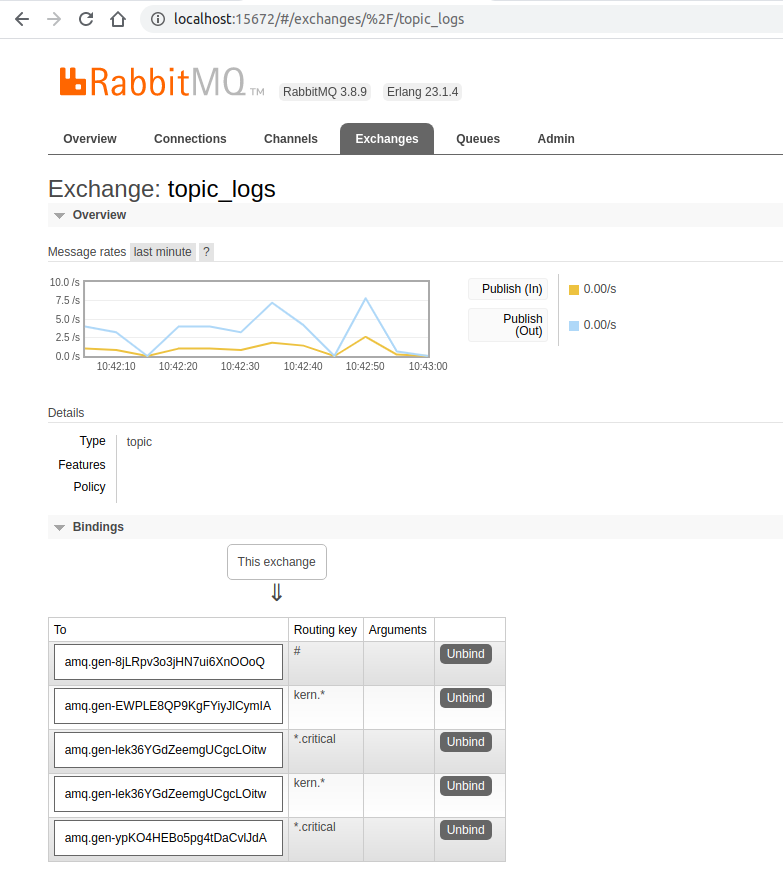 localhost:15672/#/exchanges/%2F/topic_logs
RabbitMQ TM RabbitMQ 3.8.9 Erlang 23.1.4
Overview Connections Channels Exchanges Queues Admin
Exchange: topic_logs
Overview
Message rates last minute ?
10.0 /s
7.5 /s
5.0 /s
2.5 /s
0.0 /s
10:42:10 10:42:20 10:42:30 10:42:40 10:42:50 10:43:00
Publish (In) 0.00/s
Publish
(Out) 0.00/s
Details
Type topic
Features
Policy
Bindings
This exchange
⇓
To Routing key Arguments
amq.gen-8jLRpv3o3jHN7ui6XnOOoQ # Unbind
amq.gen-EWPLE8QP9KgFYiyJlCymIA kern.* Unbind
amq.gen-lek36YGdZeemgUCgcLOitw *.critical Unbind
amq.gen-lek36YGdZeemgUCgcLOitw kern.* Unbind
amq.gen-ypKO4HEBo5pg4tDaCvlJdA *.critical Unbind